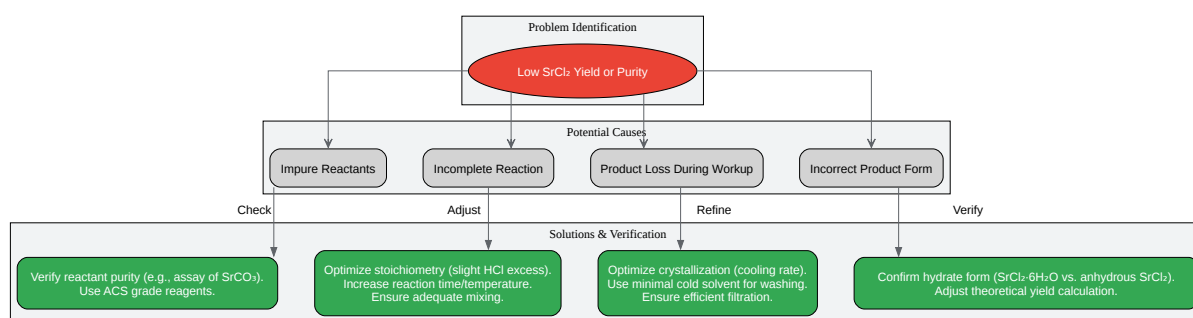 Problem Identification
Low SrCl₂ Yield or Purity
Potential Causes
Impure Reactants
Incomplete Reaction
Product Loss During Workup
Incorrect Product Form
Check
Adjust
Refine
Verify
Solutions & Verification
Verify reactant purity (e.g., assay of SrCO₃).
Use ACS grade reagents.
Optimize stoichiometry (slight HCl excess).
Increase reaction time/temperature.
Ensure adequate mixing.
Optimize crystallization (cooling rate).
Use minimal cold solvent for washing.
Ensure efficient filtration.
Confirm hydrate form (SrCl₂·6H₂O vs. anhydrous SrCl₂).
Adjust theoretical yield calculation.